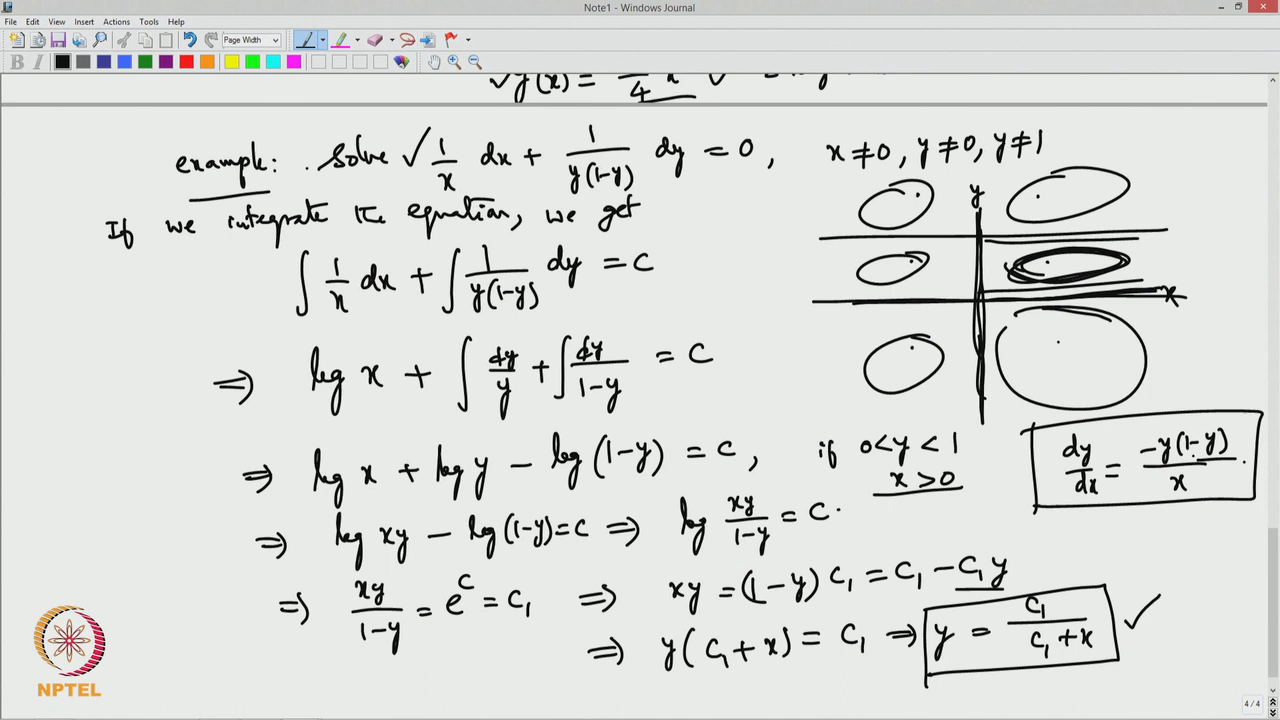 Note1 - Windows Journal
File Edit View Insert Actions Tools Help
Page Width
y(x) = 4 x
example: Solve √ 1/x dx + 1/(y(1-y)) dy = 0, x ≠ 0, y ≠ 0, y ≠ 1
If we integrate the equation, we get
y
∫ 1/x dx + ∫ 1/(y(1-y)) dy = C
x
⇒ log x + ∫ dy/y + ∫ dy/(1-y) = C
⇒ log x + log y - log (1-y) = C, if 0 < y < 1
x > 0
dy/dx = -y(1-y)/x .
⇒ log xy - log (1-y) = C ⇒ log xy/(1-y) = C.
⇒ xy/(1-y) = e^C = C₁ ⇒ xy = (1-y) C₁ = C₁ - C₁y
⇒ y(C₁ + x) = C₁ ⇒ y = C₁/(C₁ + x) ✓
NPTEL
4 / 4